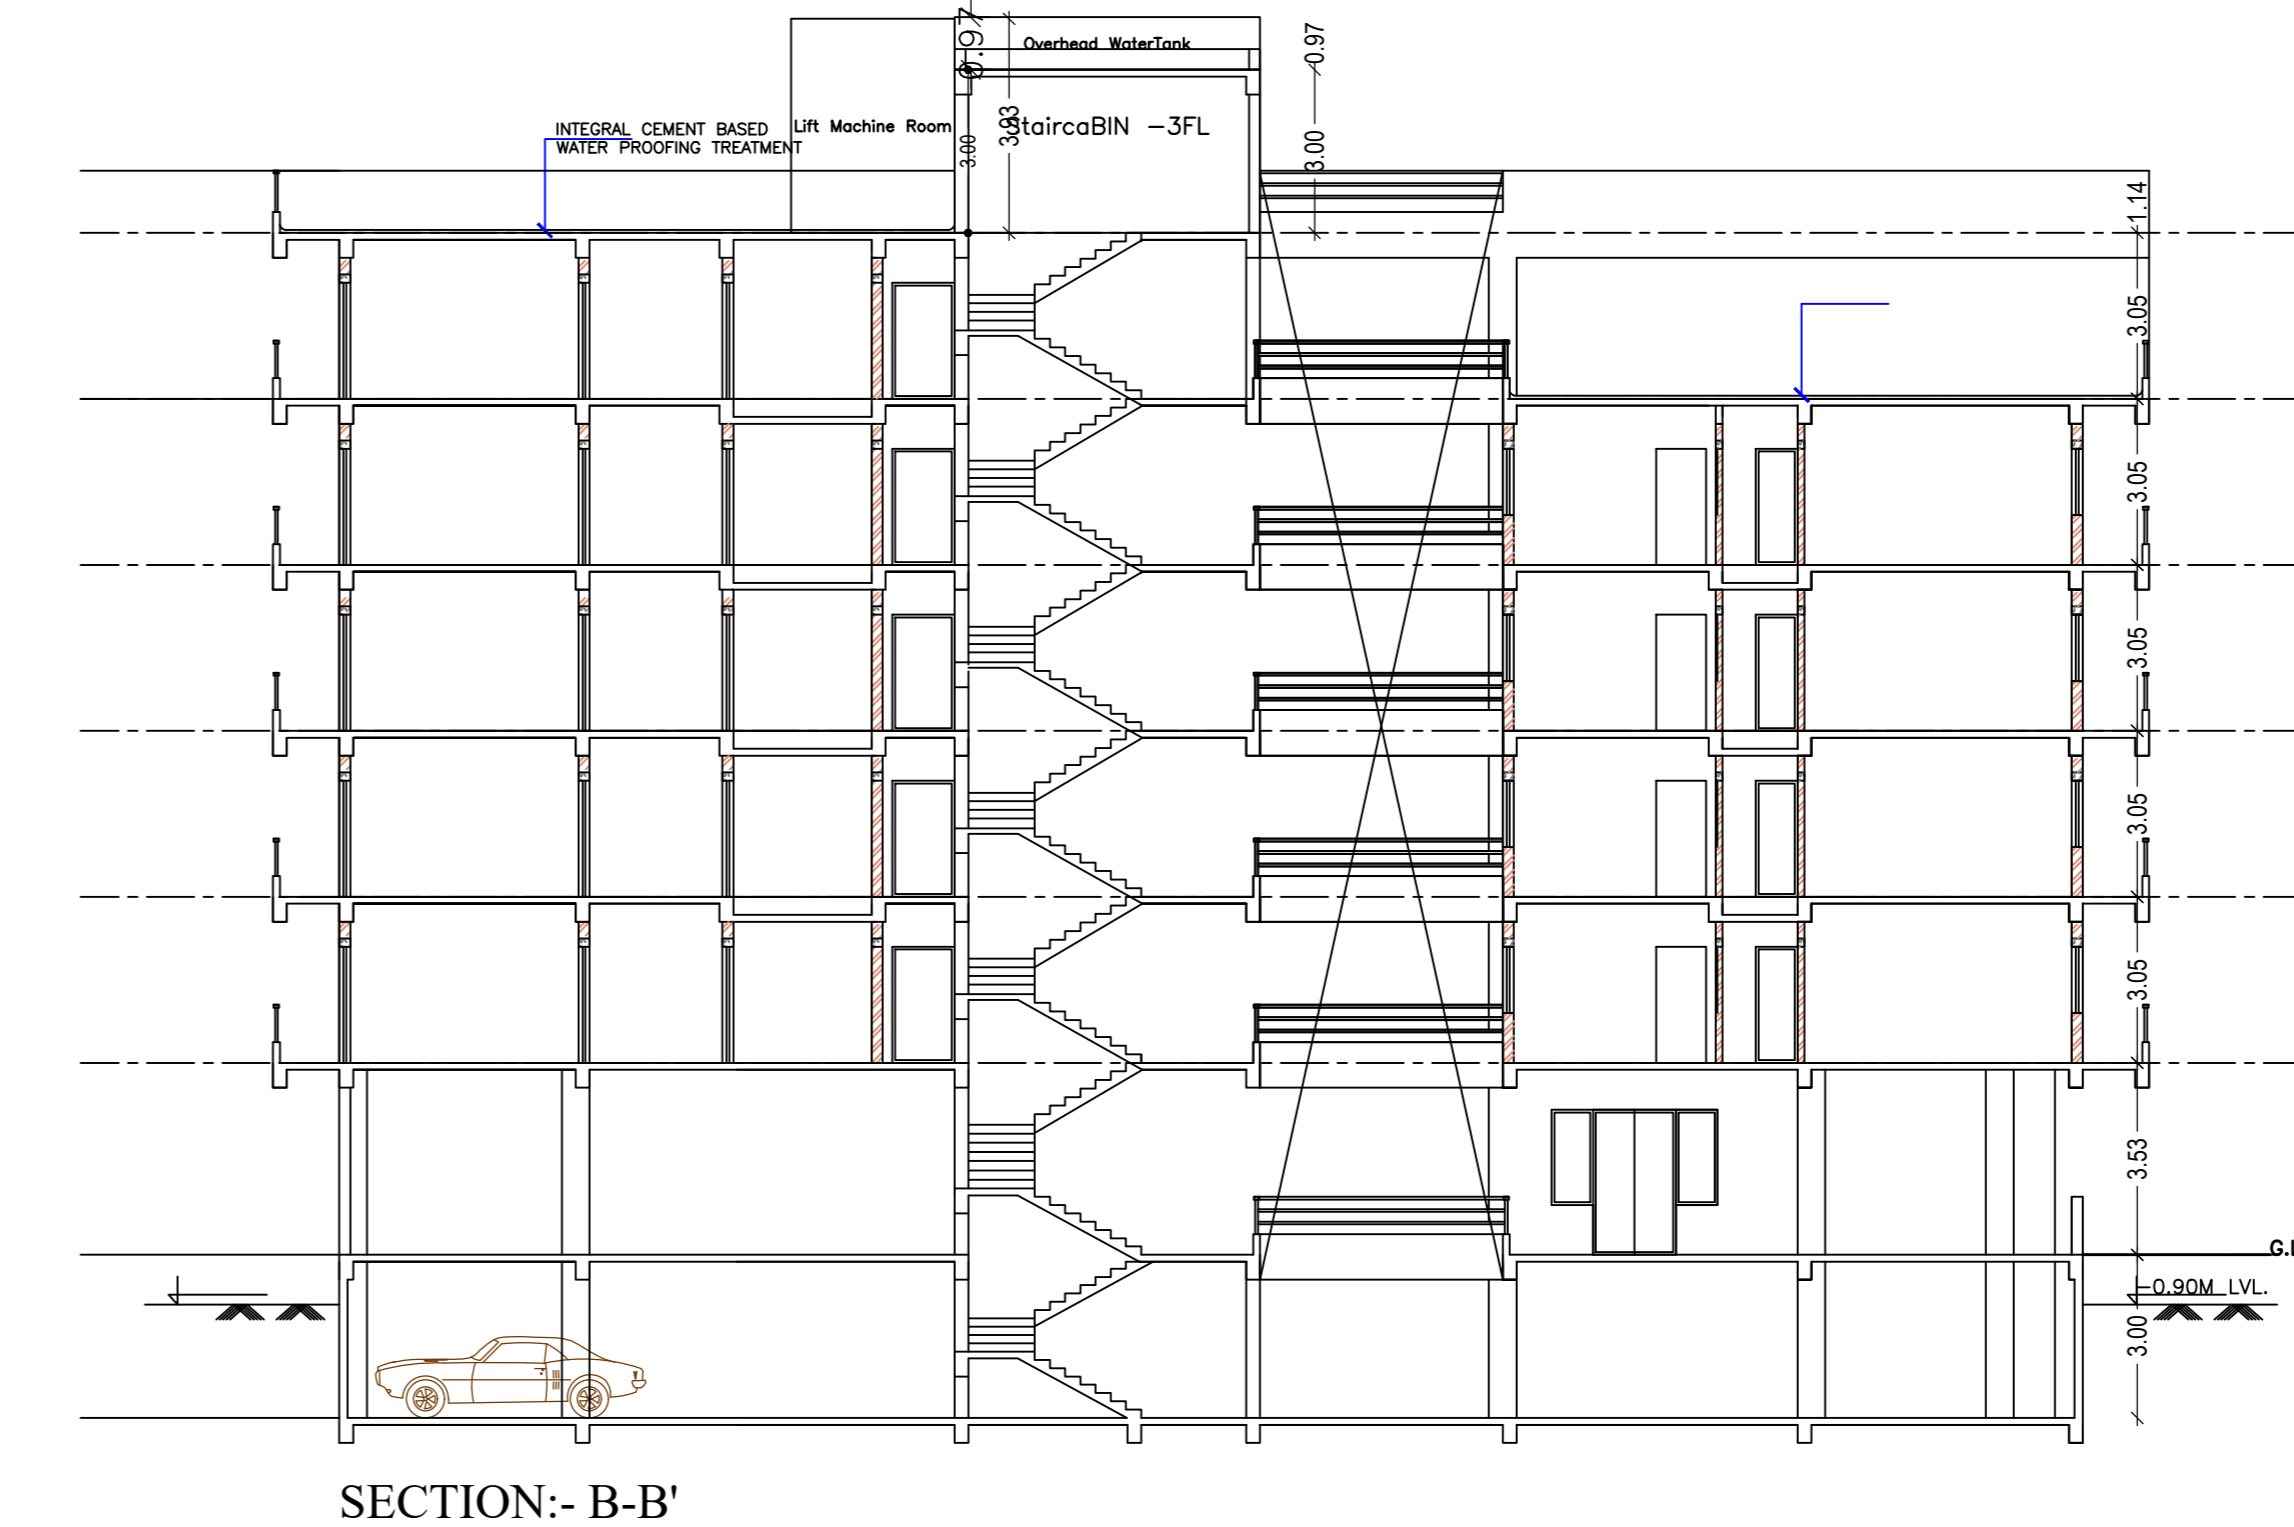 0.97
Overhead WaterTank
0.97
INTEGRAL CEMENT BASED
WATER PROOFING TREATMENT
Lift Machine Room
3.00
3.93
StaircaBIN -3FL
3.00
1.14
3.05
3.05
3.05
3.05
3.05
3.53
-0.90M LVL.
3.00
SECTION:- B-B'